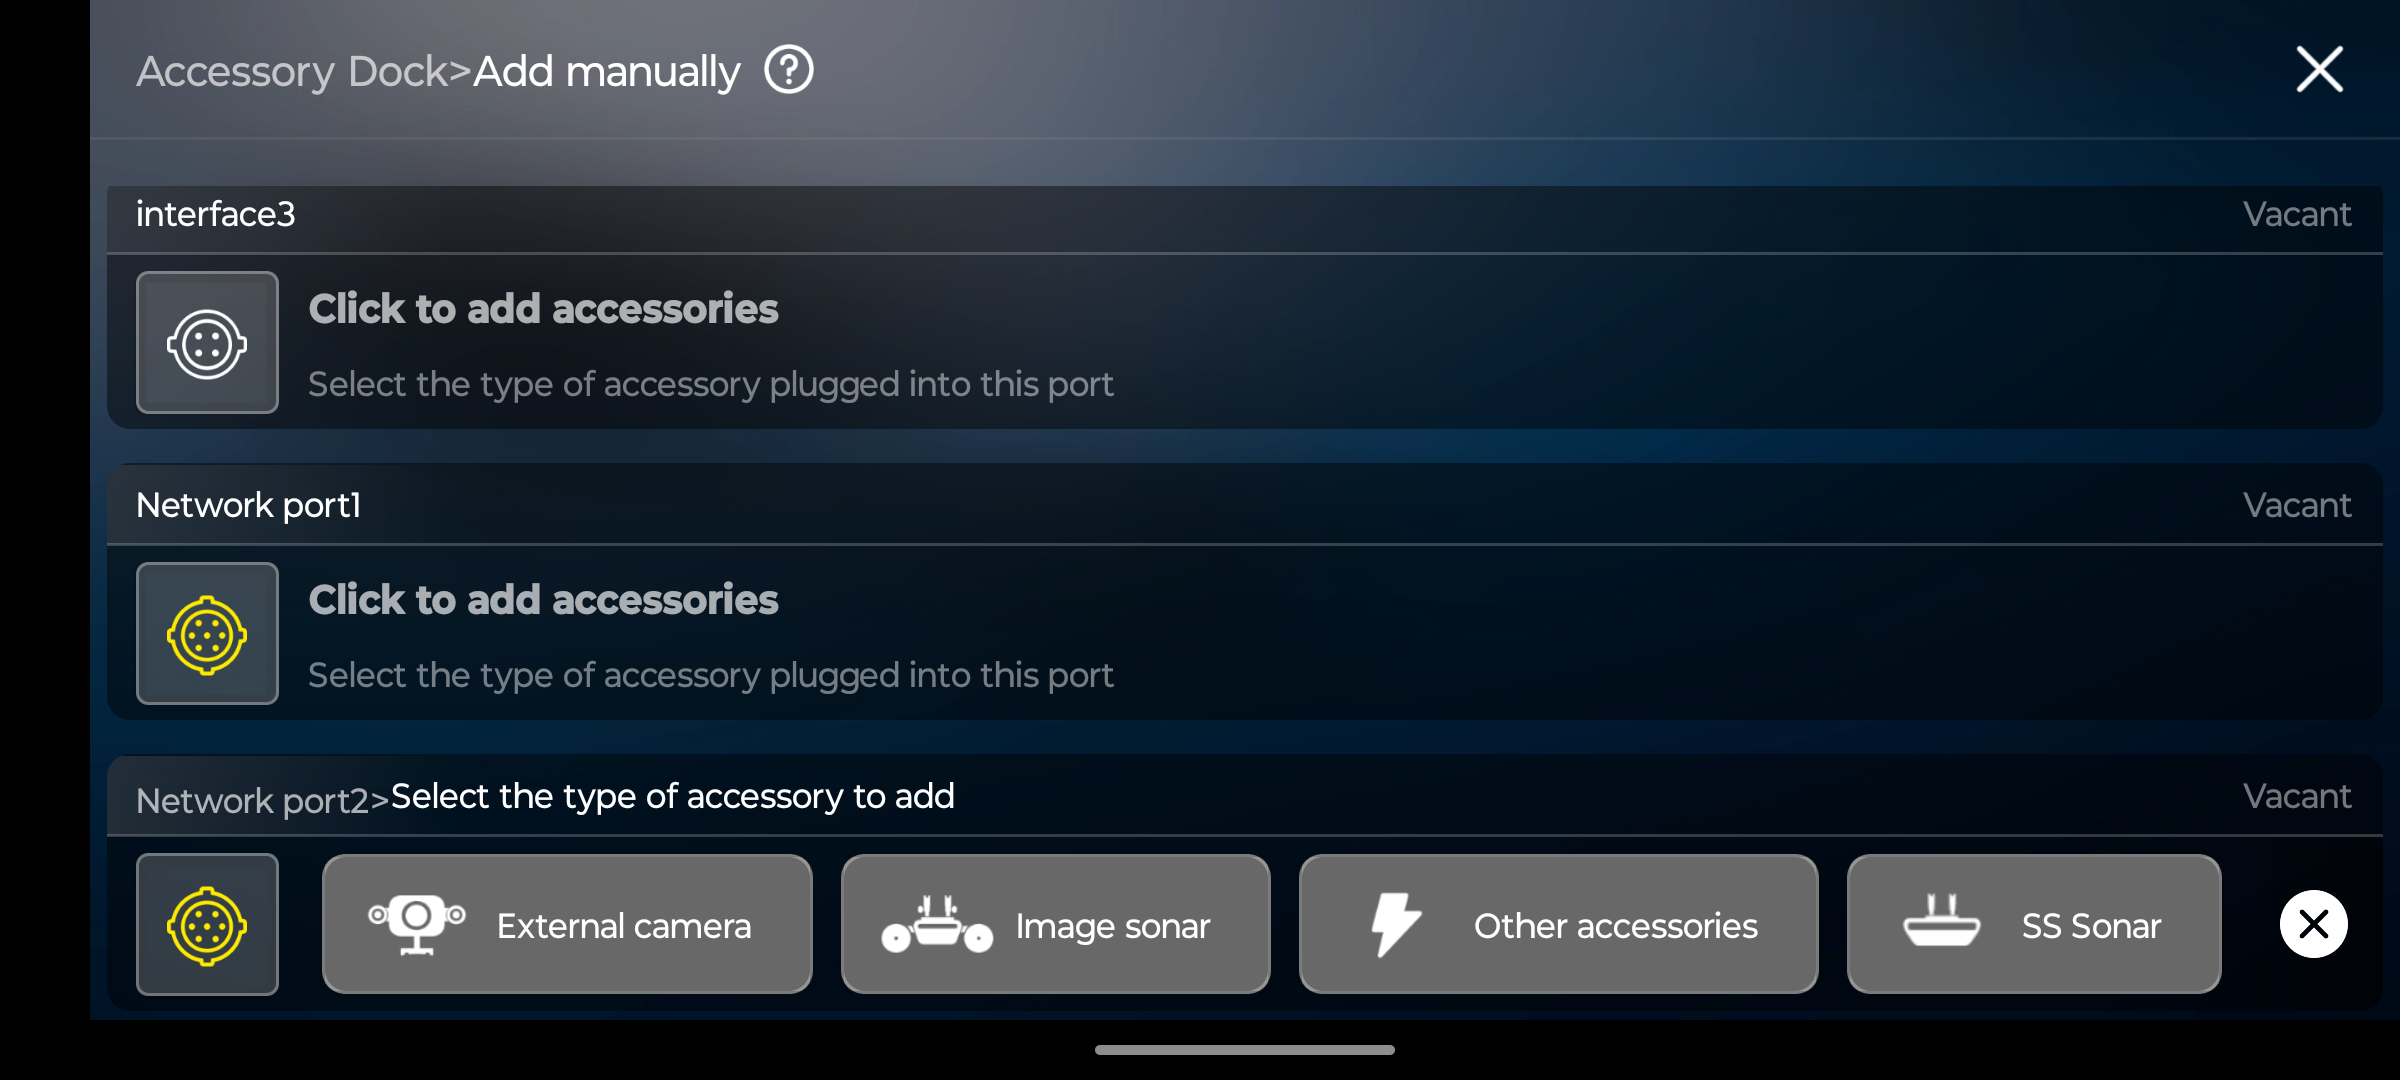 Accessory Dock>Add manually
interface3 Vacant
Click to add accessories
Select the type of accessory plugged into this port
Network port1 Vacant
Click to add accessories
Select the type of accessory plugged into this port
Network port2>Select the type of accessory to add Vacant
External camera Image sonar Other accessories SS Sonar